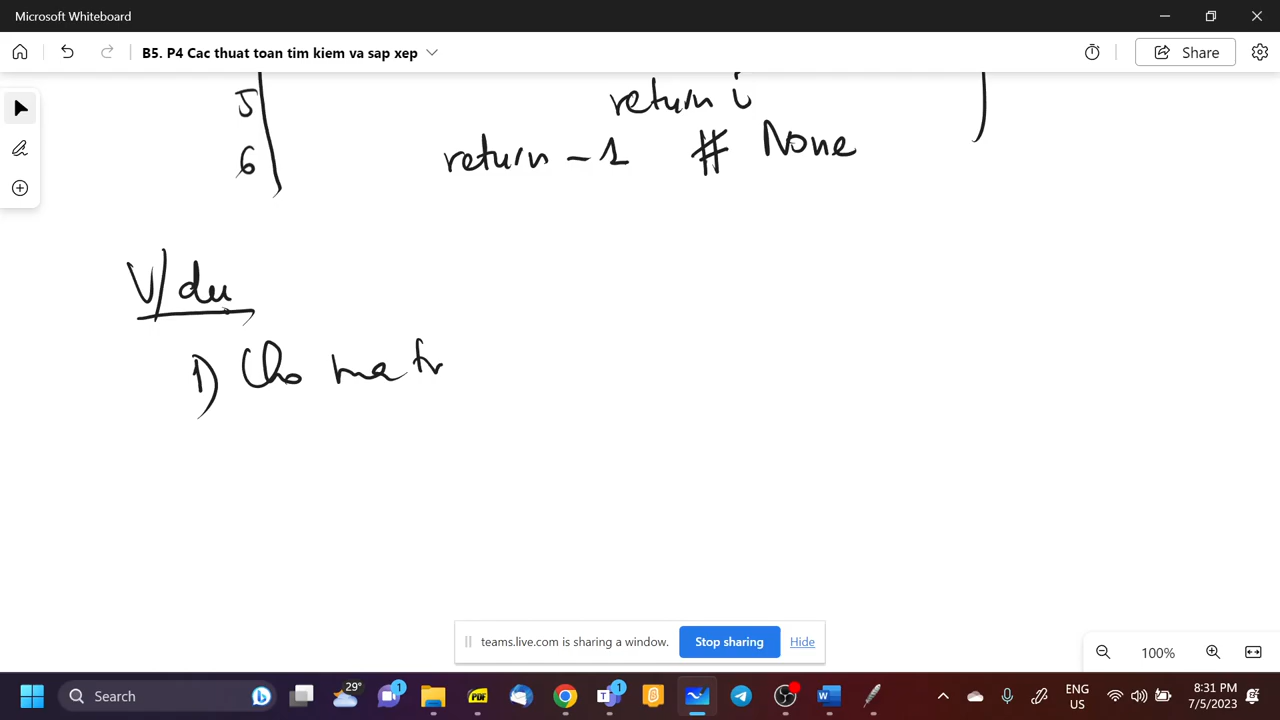 Microsoft Whiteboard
B5. P4 Cac thuat toan tim kiem va sap xep
Share
5 return i
6 return -1 # None
V/du
1) Cho ma tr
teams.live.com is sharing a window. Stop sharing Hide
100%
Search
29°
1
1
ENG
US
8:31 PM
7/5/2023